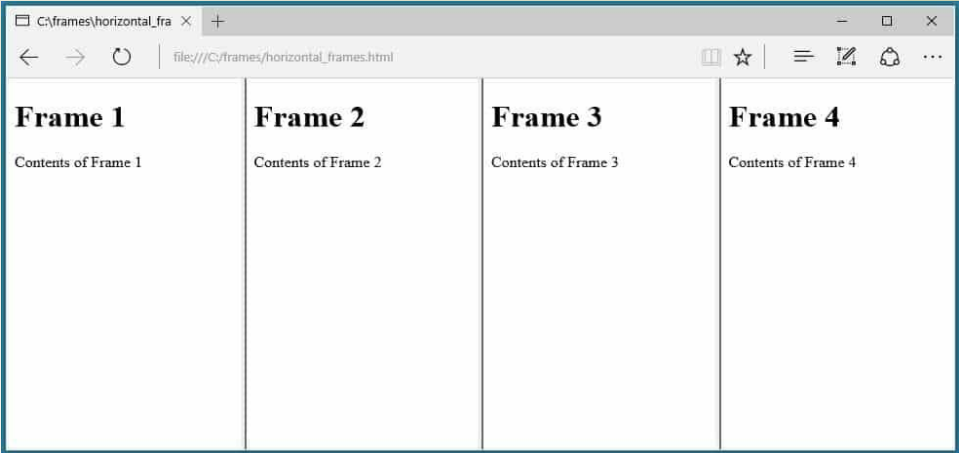 C:\frames\horizontal_fra
file:///C:/frames/horizontal_frames.html
Frame 1
Contents of Frame 1
Frame 2
Contents of Frame 2
Frame 3
Contents of Frame 3
Frame 4
Contents of Frame 4